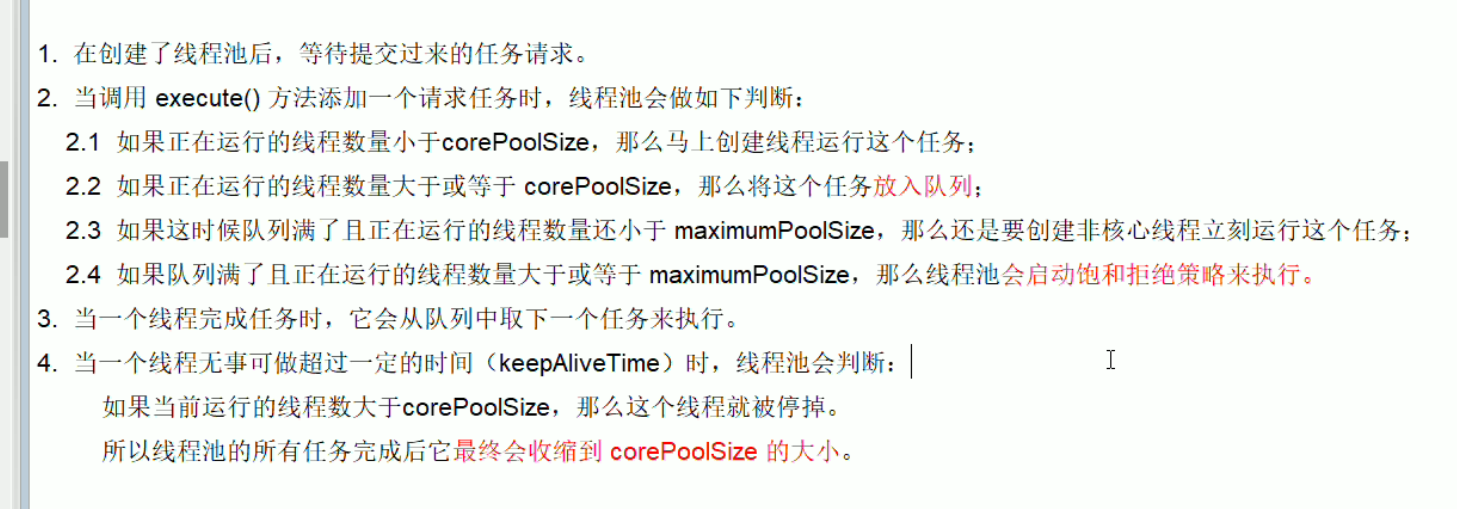 1. 在创建了线程池后，等待提交过来的任务请求。
2. 当调用 execute() 方法添加一个请求任务时，线程池会做如下判断：
2.1 如果正在运行的线程数量小于corePoolSize，那么马上创建线程运行这个任务；
2.2 如果正在运行的线程数量大于或等于 corePoolSize，那么将这个任务放入队列；
2.3 如果这时候队列满了且正在运行的线程数量还小于 maximumPoolSize，那么还是要创建非核心线程立刻运行这个任务；
2.4 如果队列满了且正在运行的线程数量大于或等于 maximumPoolSize，那么线程池会启动饱和拒绝策略来执行。
3. 当一个线程完成任务时，它会从队列中取下一个任务来执行。
4. 当一个线程无事可做超过一定的时间（keepAliveTime）时，线程池会判断：
如果当前运行的线程数大于corePoolSize，那么这个线程就被停掉。
所以线程池的所有任务完成后它最终会收缩到 corePoolSize 的大小。